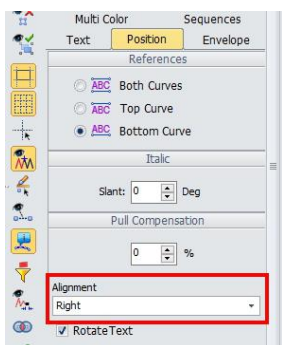 Multi Color Sequences
Text Position Envelope
References
ABC Both Curves
ABC Top Curve
ABC Bottom Curve
Italic
Slant: 0 Deg
Pull Compensation
0 %
Alignment
Right
Rotate Text